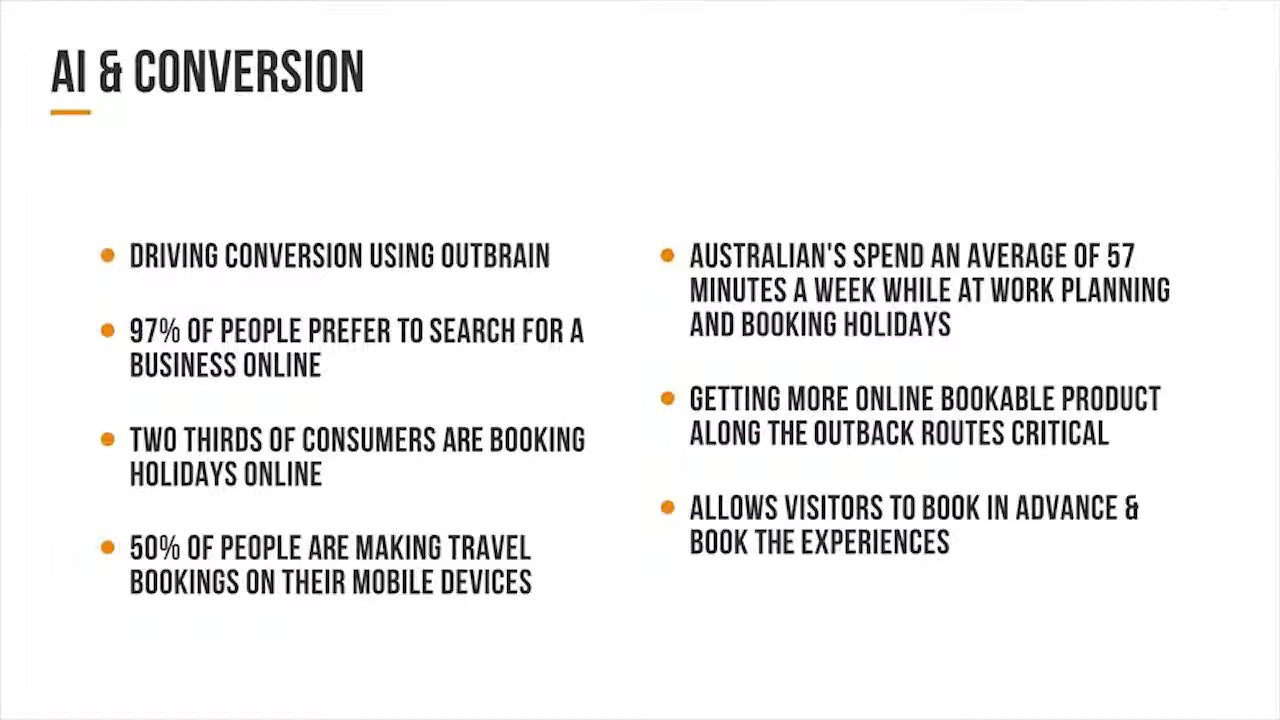 AI & CONVERSION
DRIVING CONVERSION USING OUTBRAIN
97% OF PEOPLE PREFER TO SEARCH FOR A
BUSINESS ONLINE
TWO THIRDS OF CONSUMERS ARE BOOKING
HOLIDAYS ONLINE
50% OF PEOPLE ARE MAKING TRAVEL
BOOKINGS ON THEIR MOBILE DEVICES
AUSTRALIAN'S SPEND AN AVERAGE OF 57
MINUTES A WEEK WHILE AT WORK PLANNING
AND BOOKING HOLIDAYS
GETTING MORE ONLINE BOOKABLE PRODUCT
ALONG THE OUTBACK ROUTES CRITICAL
ALLOWS VISITORS TO BOOK IN ADVANCE &
BOOK THE EXPERIENCES